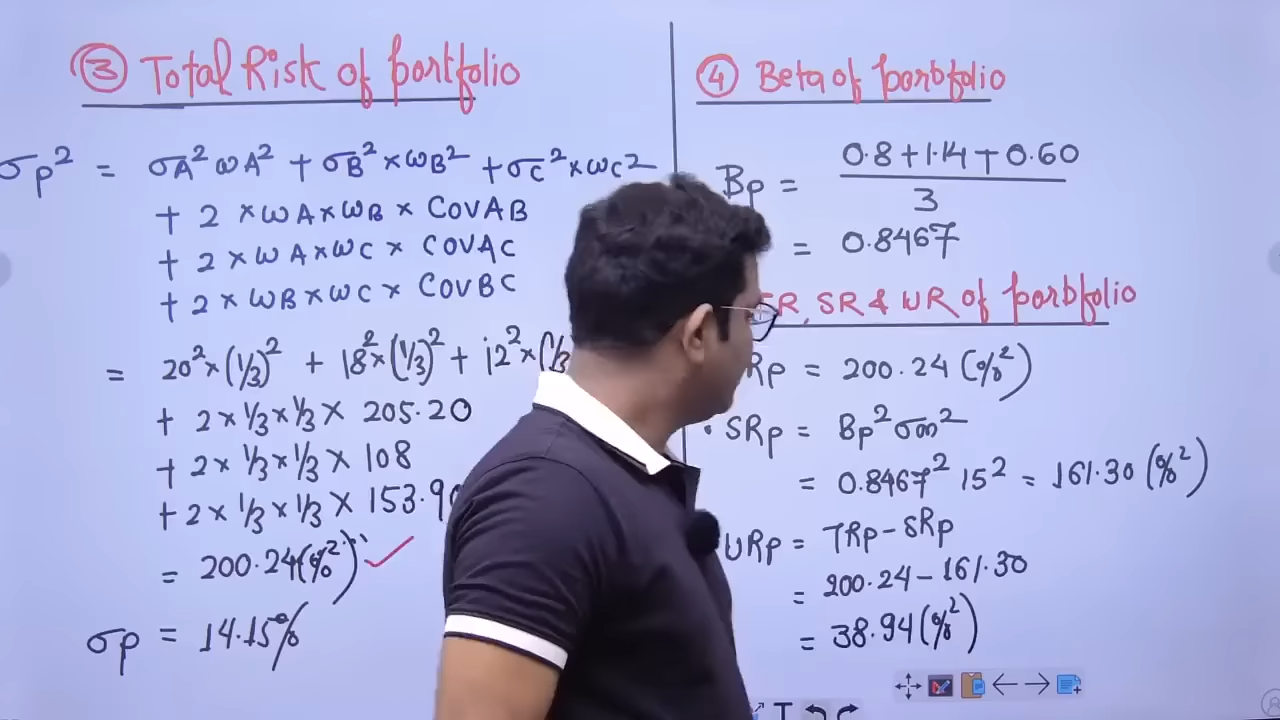 ③ Total Risk of portfolio
σp² = σA² ωA² + σB² × ωB² + σC² × ωC²
+ 2 × ωA × ωB × COVAB
+ 2 × ωA × ωC × COVAC
+ 2 × ωB × ωC × COVBC
= 20² × (1/3)² + 18² × (1/3)² + 12² × (1/3
+ 2 × 1/3 × 1/3 × 205.20
+ 2 × 1/3 × 1/3 × 108
+ 2 × 1/3 × 1/3 × 153.90
= 200.24(%²) ✓
σp = 14.15%
④ Beta of portfolio
Bp = 0.8+1.14+0.60
3
= 0.8467
SR & UR of portfolio
Rp = 200.24 (%²)
• SRp = Bp² σm²
= 0.8467² 15² = 161.30 (%²)
URp = TRp - SRp
= 200.24 - 161.30
= 38.94 (%²)
T